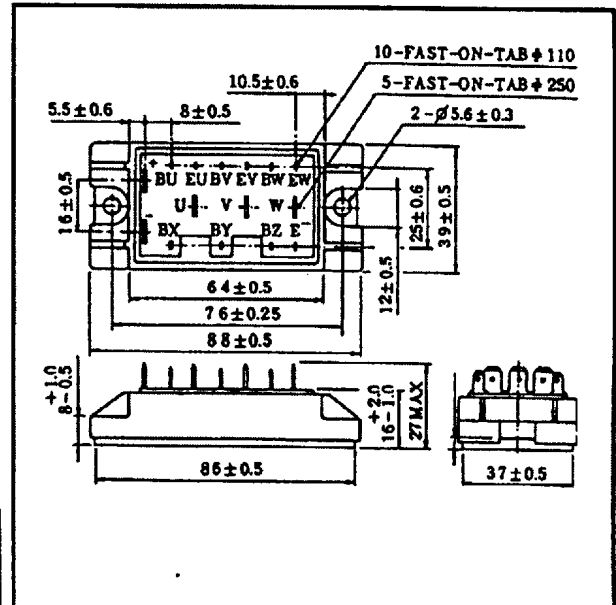 10-FAST-ON-TAB⌀110
10.5±0.6
5-FAST-ON-TAB⌀250
5.5±0.6
8±0.5
2-Ø5.6±0.3
+
BU EU BV EV BW EW
16±0.5
U V W
25±0.6
39±0.5
-
BX BY BZ E-
12±0.5
64±0.5
76±0.25
88±0.5
+1.0
8-0.5
+2.0
16-1.0
27MAX
86±0.5
37±0.5